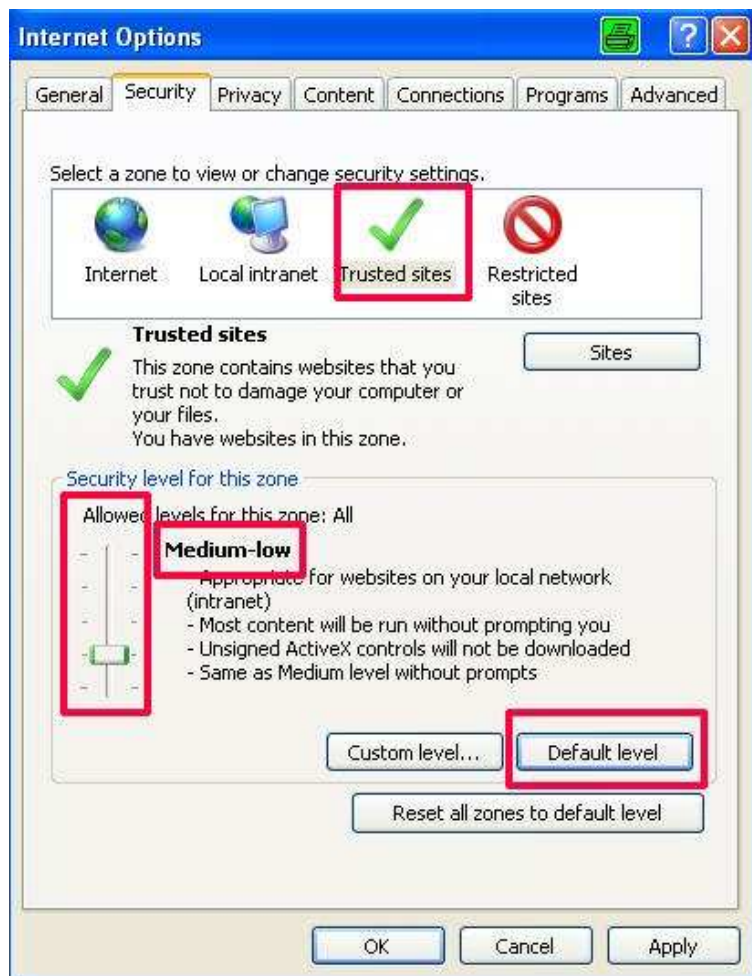 Internet Options
?
General Security Privacy Content Connections Programs Advanced
Select a zone to view or change security settings.
Internet Local intranet Trusted sites Restricted
sites
Trusted sites
Sites
This zone contains websites that you
trust not to damage your computer or
your files.
You have websites in this zone.
Security level for this zone
Allowed levels for this zone: All
Medium-low
- Appropriate for websites on your local network
(intranet)
- Most content will be run without prompting you
- Unsigned ActiveX controls will not be downloaded
- Same as Medium level without prompts
Custom level... Default level
Reset all zones to default level
OK Cancel Apply